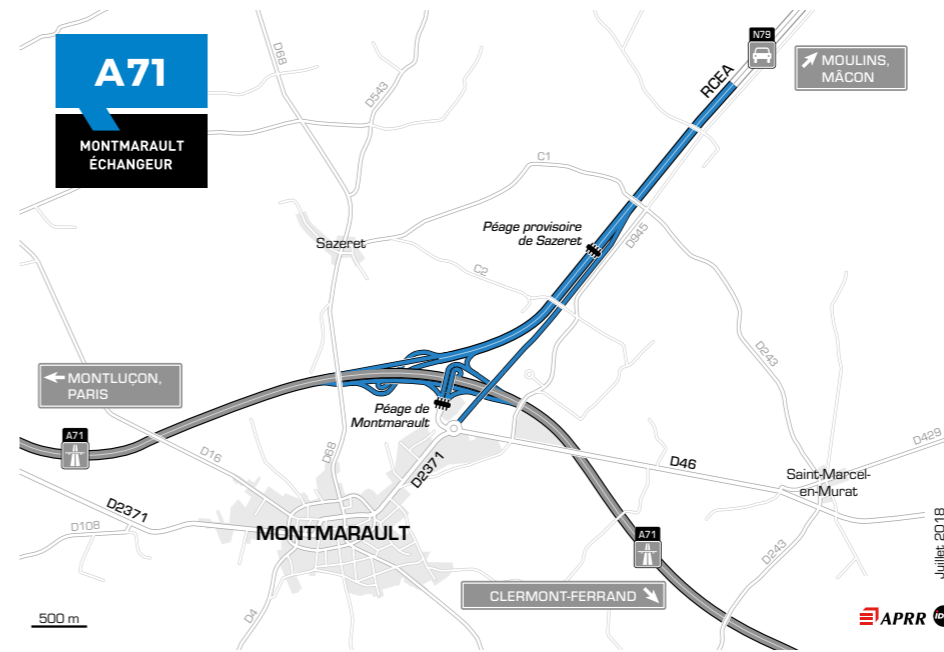 A71
MONTMARAULT
ÉCHANGEUR
D68
D543
N79
RCEA
MOULINS,
MÂCON
C1
Sazeret
Péage provisoire
de Sazeret
D945
C2
D243
MONTLUÇON,
PARIS
Péage de
Montmarault
A71
D16
D68
D2371
D46
D429
Saint-Marcel-
en-Murat
D2371
D108
MONTMARAULT
A71
D243
CLERMONT-FERRAND
D4
500 m
Juillet 2018
APRR
iD